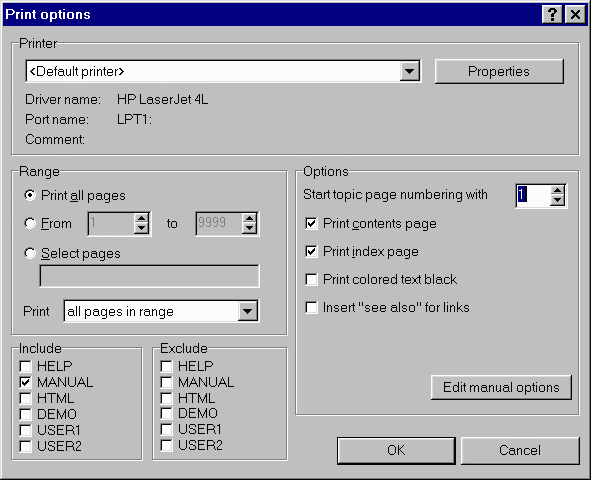 Print options
Printer
<Default printer>
Properties
Driver name: HP LaserJet 4L
Port name: LPT1:
Comment:
Range
Print all pages
From 1 to 9999
Select pages
Print all pages in range
Options
Start topic page numbering with 1
Print contents page
Print index page
Print colored text black
Insert "see also" for links
Edit manual options
Include
HELP
MANUAL
HTML
DEMO
USER1
USER2
Exclude
HELP
MANUAL
HTML
DEMO
USER1
USER2
OK
Cancel